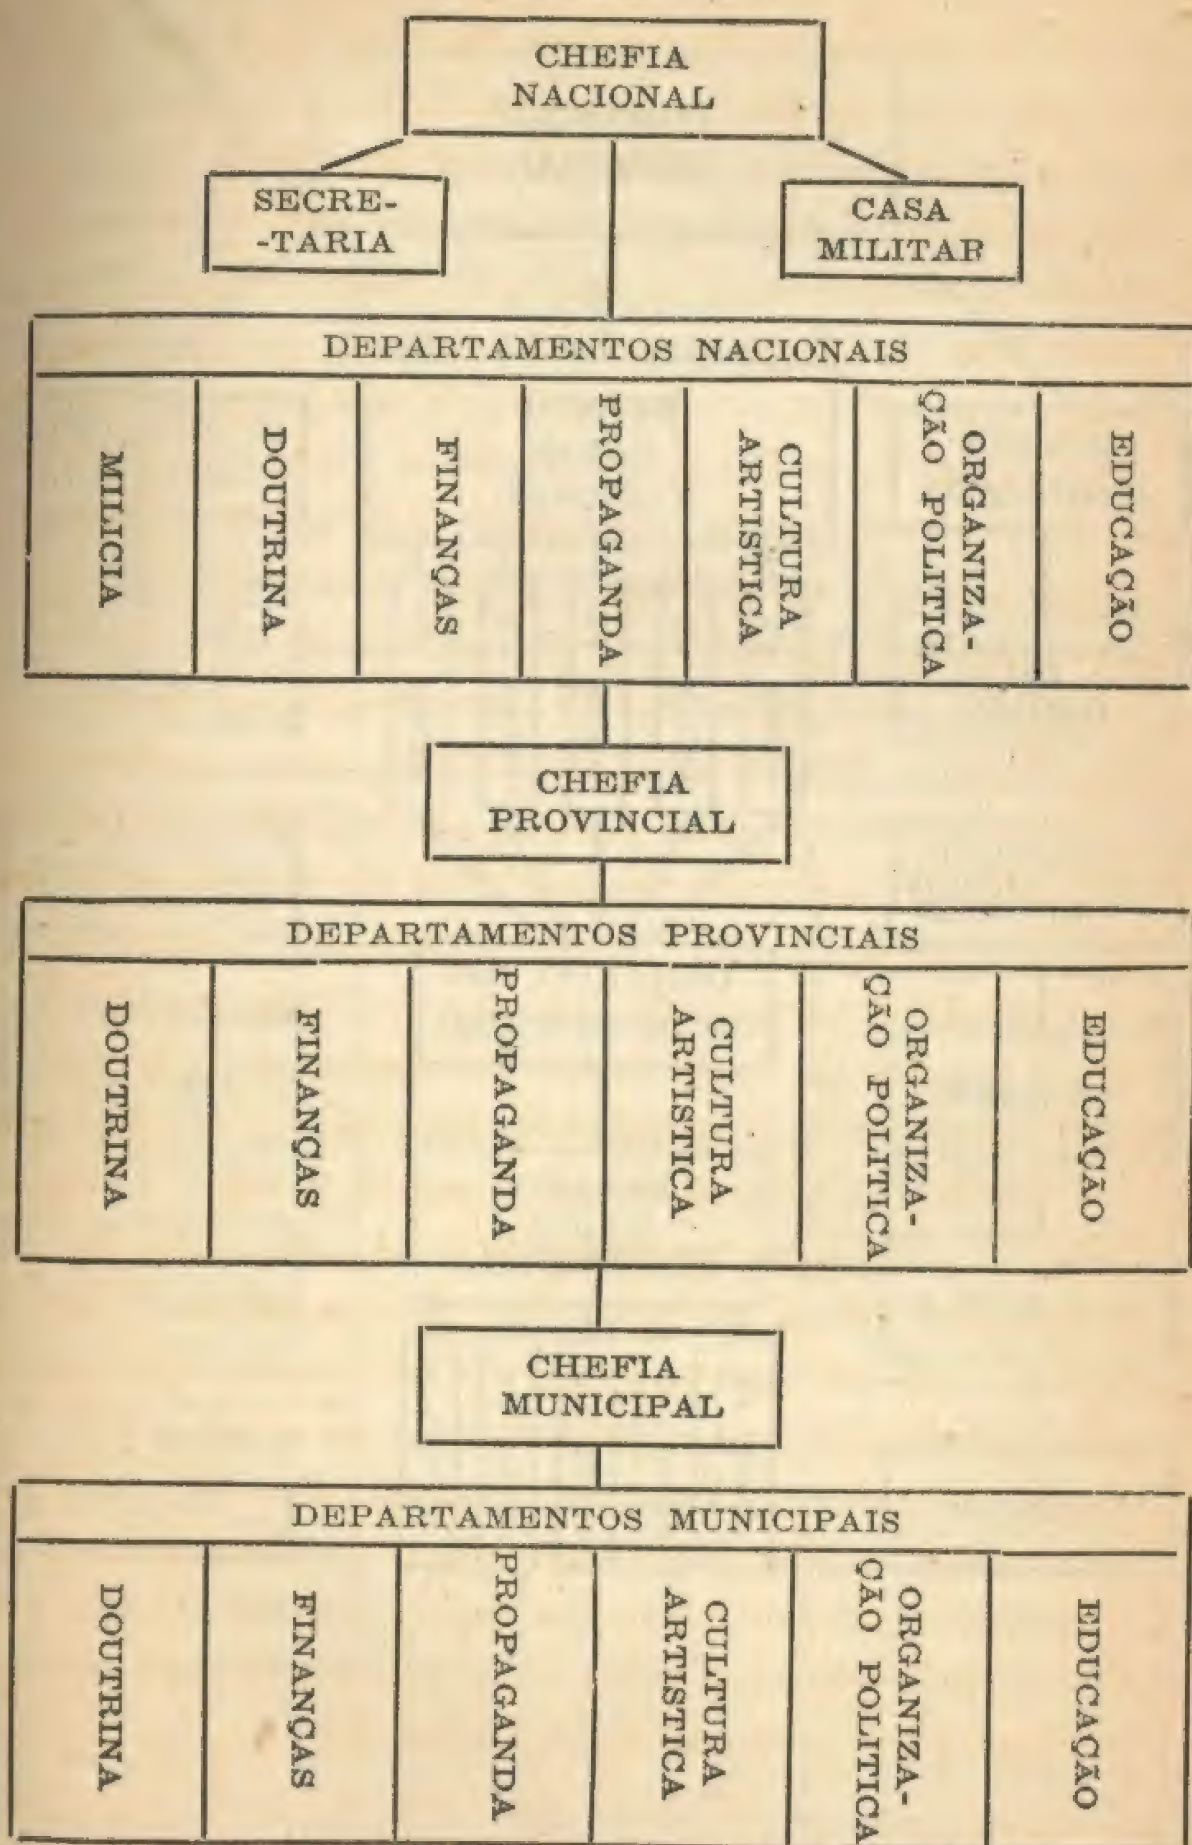 CHEFIA
NACIONAL
SECRE-
-TARIA
CASA
MILITAR
DEPARTAMENTOS NACIONAIS
MILICIA
DOUTRINA
FINANÇAS
PROPAGANDA
CULTURA
ARTISTICA
ORGANIZA-
ÇÃO POLITICA
EDUCAÇÃO
CHEFIA
PROVINCIAL
DEPARTAMENTOS PROVINCIAIS
DOUTRINA
FINANÇAS
PROPAGANDA
CULTURA
ARTISTICA
ORGANIZA-
ÇÃO POLITICA
EDUCAÇÃO
CHEFIA
MUNICIPAL
DEPARTAMENTOS MUNICIPAIS
DOUTRINA
FINANÇAS
PROPAGANDA
CULTURA
ARTISTICA
ORGANIZA-
ÇÃO POLITICA
EDUCAÇÃO